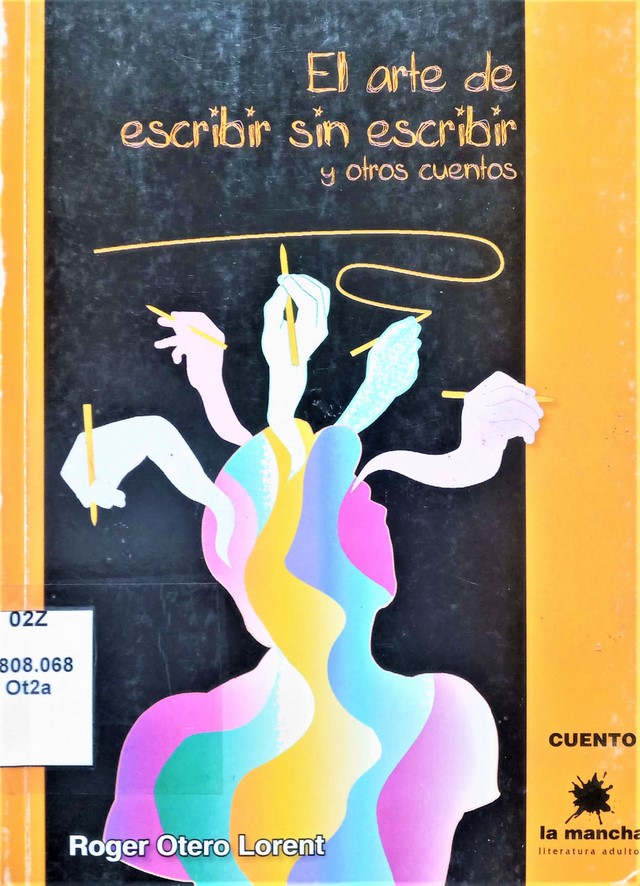 El arte de
escribir sin escribir
y otros cuentos
02Z
808.068
Ot2a
CUENTO
la mancha
literatura adulto
Roger Otero Lorent